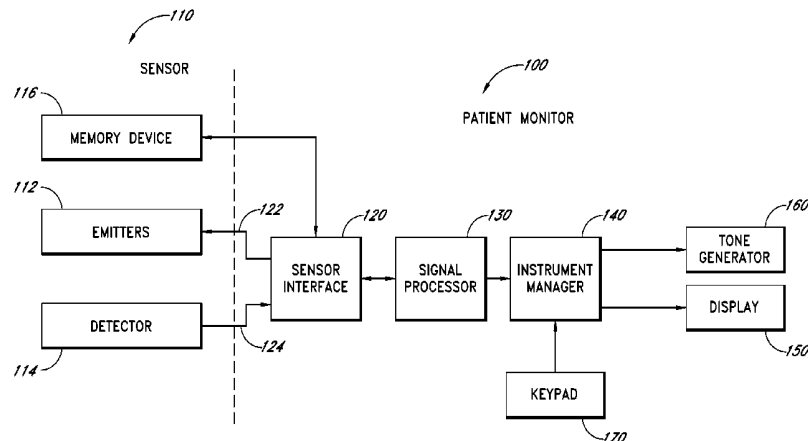 110
SENSOR
100
116
PATIENT MONITOR
MEMORY DEVICE
112
122
120
130
140
160
EMITTERS
TONE
GENERATOR
SENSOR
INTERFACE
SIGNAL
PROCESSOR
INSTRUMENT
MANAGER
DETECTOR
DISPLAY
124
114
150
KEYPAD
170